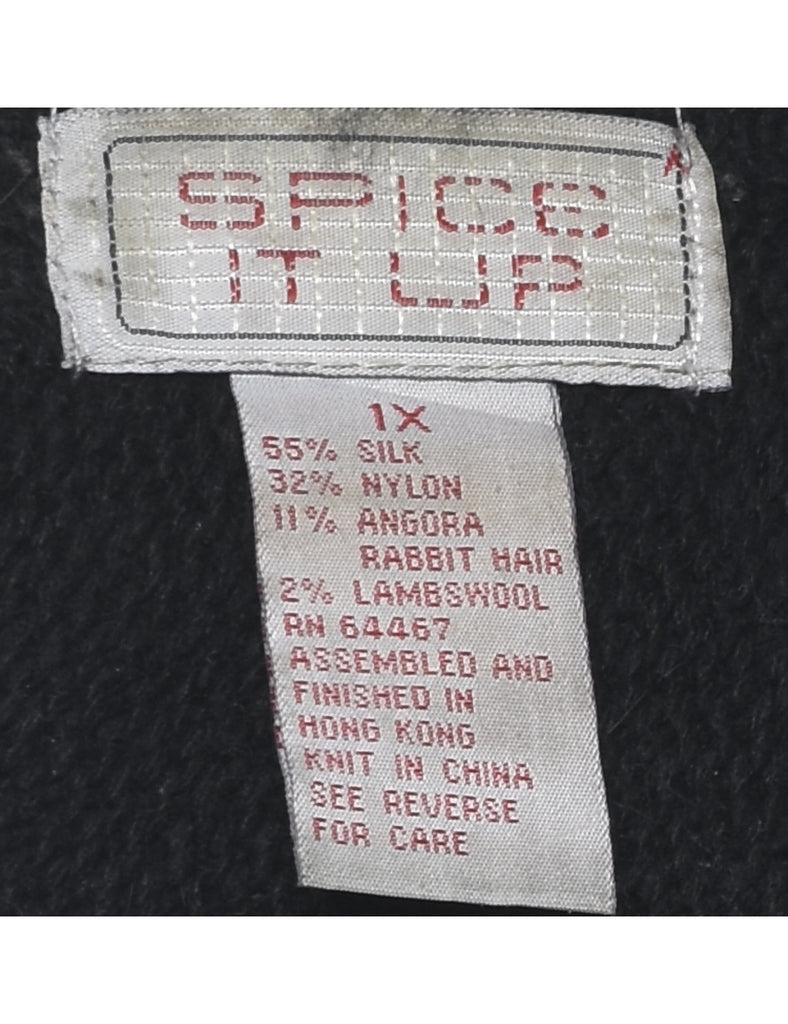 SPICE
IT UP
1X
55% SILK
32% NYLON
11% ANGORA
RABBIT HAIR
2% LAMBSWOOL
RN 64467
ASSEMBLED AND
FINISHED IN
HONG KONG
KNIT IN CHINA
SEE REVERSE
FOR CARE